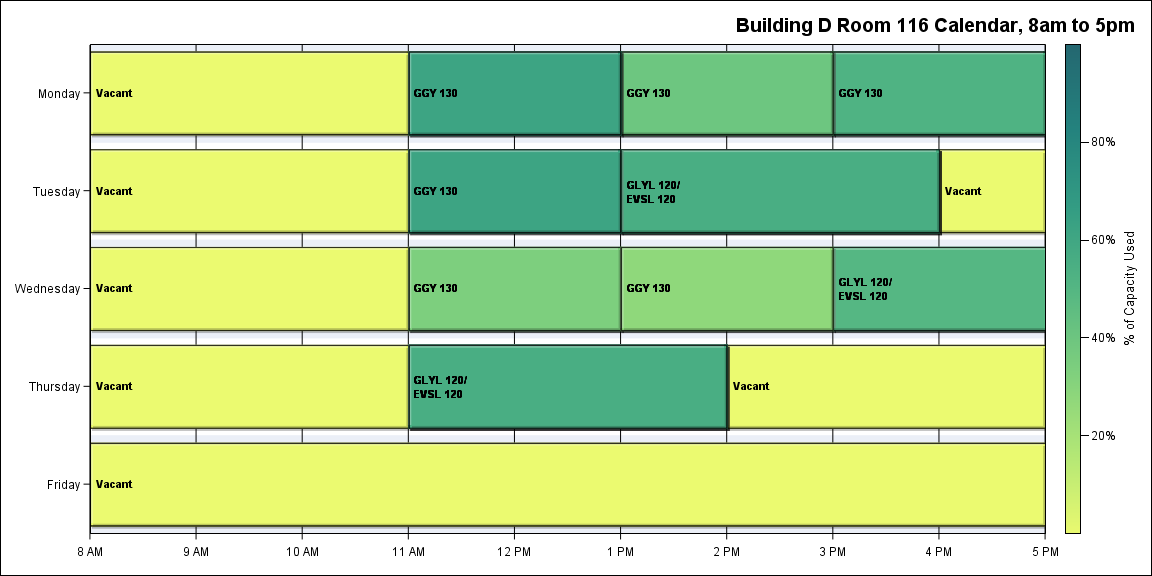 Building D Room 116 Calendar, 8am to 5pm
Monday
Vacant
GGY 130
GGY 130
GGY 130
Tuesday
Vacant
GGY 130
GLYL 120/
EVSL 120
Vacant
Wednesday
Vacant
GGY 130
GGY 130
GLYL 120/
EVSL 120
Thursday
Vacant
GLYL 120/
EVSL 120
Vacant
Friday
Vacant
8 AM
9 AM
10 AM
11 AM
12 PM
1 PM
2 PM
3 PM
4 PM
5 PM
80%
60%
40%
20%
% of Capacity Used